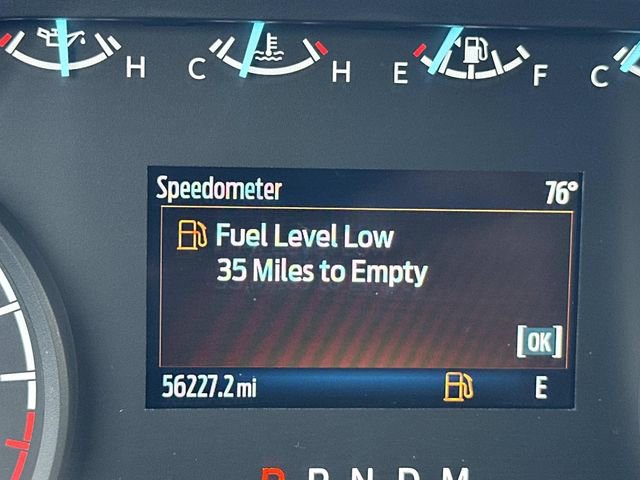 H C H E F C
Speedometer 76°
Fuel Level Low
35 Miles to Empty
[OK]
56227.2 mi E
P R N D M